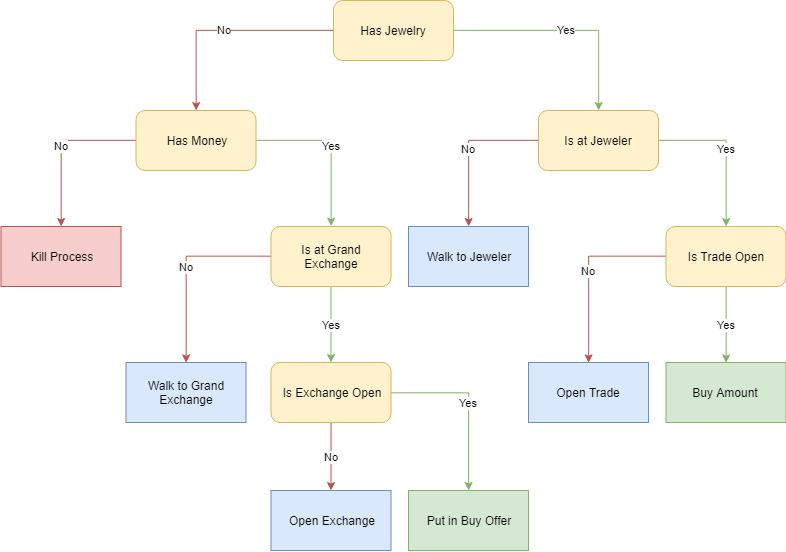 Has Jewelry
No
Yes
Has Money
Is at Jeweler
No
Yes
No
Yes
Kill Process
Is at Grand
Exchange
Walk to Jeweler
Is Trade Open
No
No
Yes
Yes
Walk to Grand
Exchange
Is Exchange Open
Open Trade
Buy Amount
Yes
No
Open Exchange
Put in Buy Offer